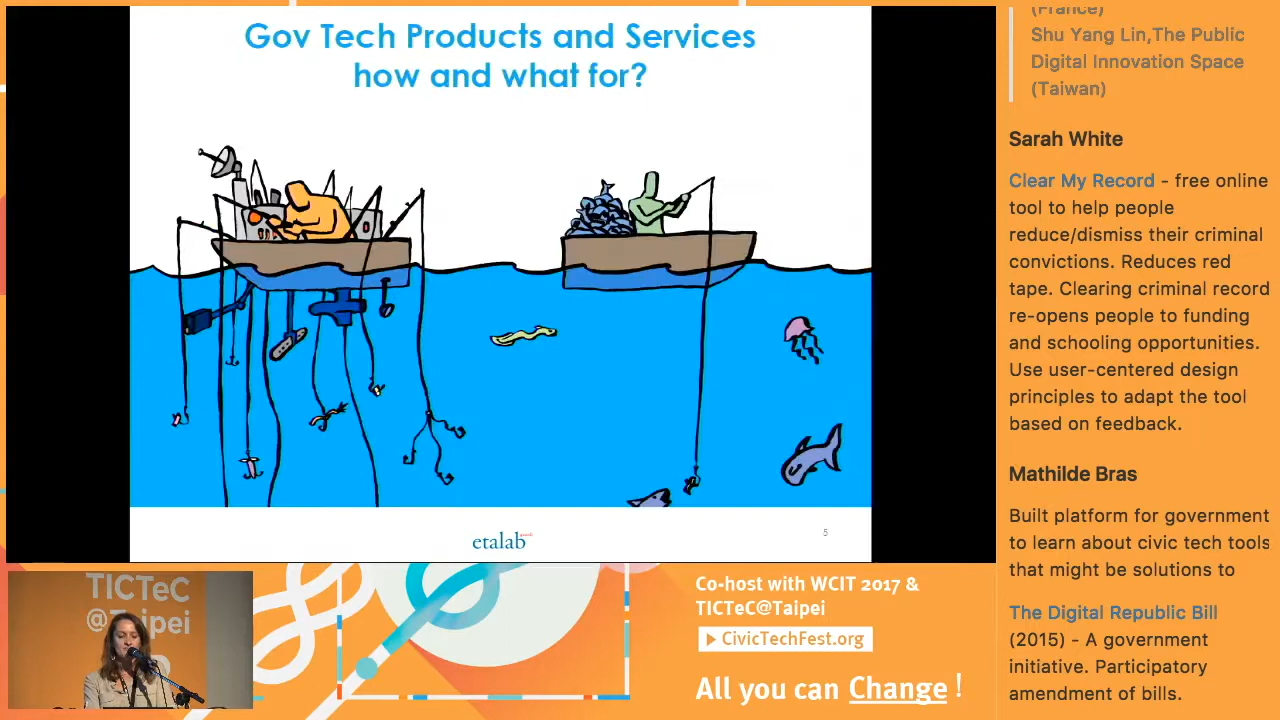 Gov Tech Products and Services
how and what for?
etalab
5
TICTeC
@Taipei
Co-host with WCIT 2017 &
TICTeC@Taipei
CivicTechFest.org
All you can Change !
(France)
Shu Yang Lin,The Public
Digital Innovation Space
(Taiwan)
Sarah White
Clear My Record - free online
tool to help people
reduce/dismiss their criminal
convictions. Reduces red
tape. Clearing criminal record
re-opens people to funding
and schooling opportunities.
Use user-centered design
principles to adapt the tool
based on feedback.
Mathilde Bras
Built platform for government
to learn about civic tech tools
that might be solutions to
The Digital Republic Bill
(2015) - A government
initiative. Participatory
amendment of bills.